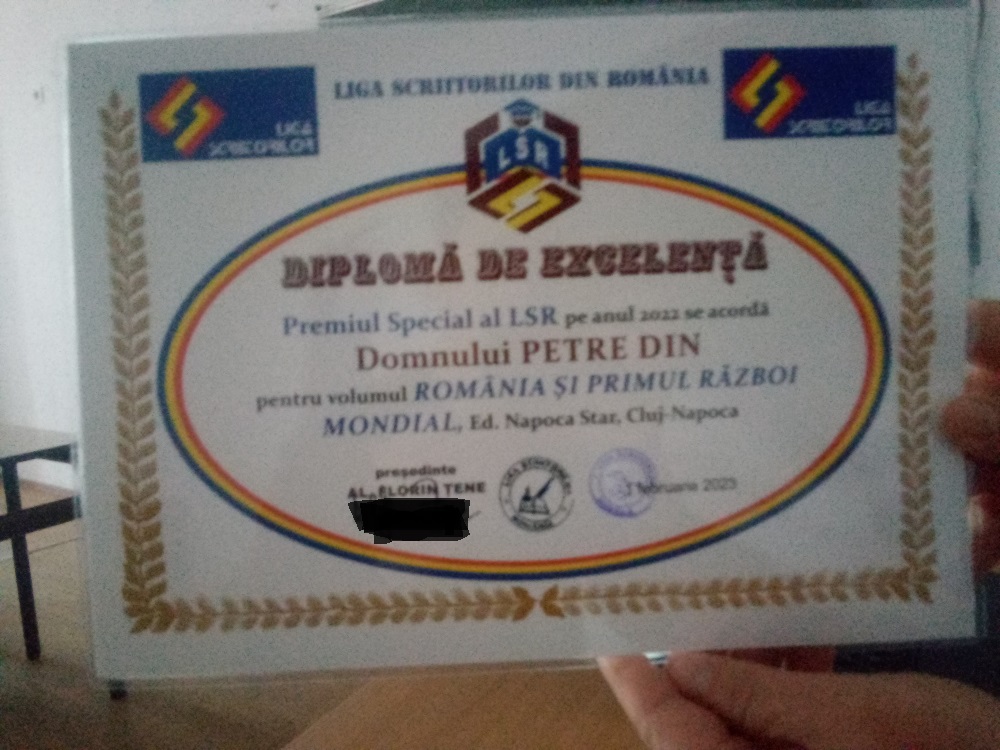 LIGA SCRIITORILOR DIN ROMÂNIA
LIGA
SCRIITORILOR
LIGA
SCRIITORILOR
LSR
DIPLOMĂ DE EXCELENȚĂ
Premiul Special al LSR pe anul 2022 se acordă
Domnului PETRE DIN
pentru volumul ROMÂNIA ȘI PRIMUL RĂZBOI
MONDIAL, Ed. Napoca Star, Cluj-Napoca
președinte
AL. FLORIN ȚENE
februarie 2023